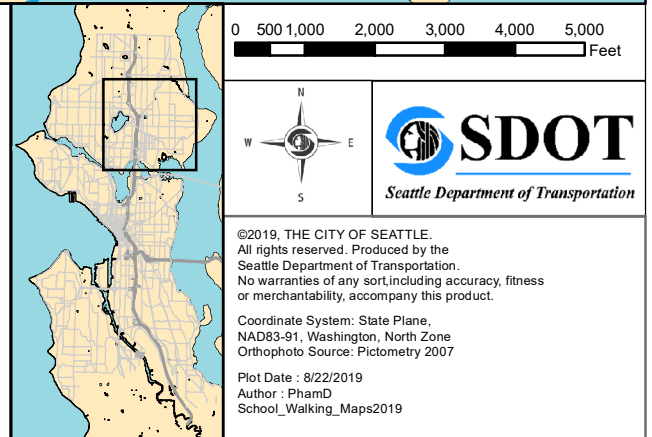 0 500 1,000 2,000 3,000 4,000 5,000
Feet
N
W E
S
SDOT
Seattle Department of Transportation
©2019, THE CITY OF SEATTLE.
All rights reserved. Produced by the
Seattle Department of Transportation.
No warranties of any sort,including accuracy, fitness
or merchantability, accompany this product.
Coordinate System: State Plane,
NAD83-91, Washington, North Zone
Orthophoto Source: Pictometry 2007
Plot Date : 8/22/2019
Author : PhamD
School_Walking_Maps2019